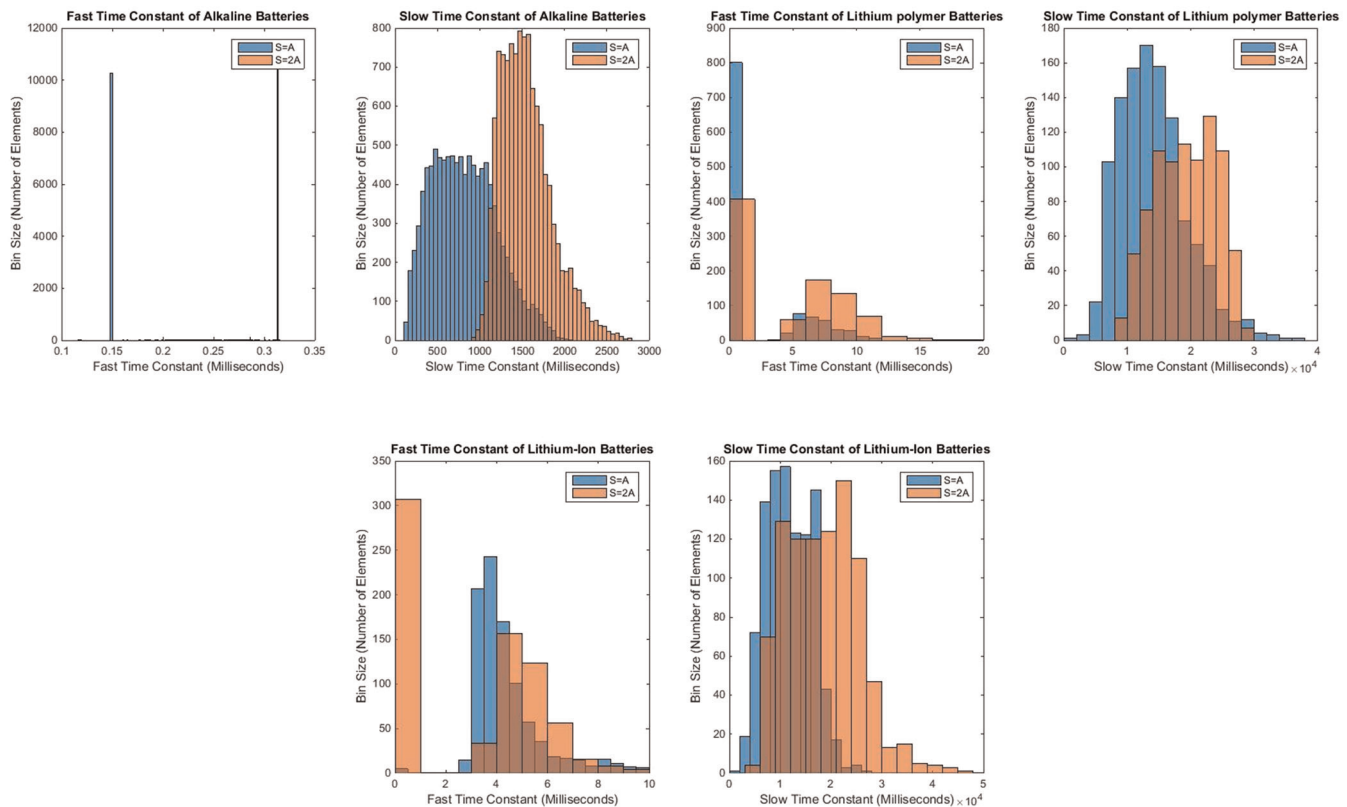 Fast Time Constant of Alkaline Batteries
12000
10000
8000
6000
4000
2000
0
0.1 0.15 0.2 0.25 0.3 0.35
Bin Size (Number of Elements)
Fast Time Constant (Milliseconds)
S=A
S=2A
Slow Time Constant of Alkaline Batteries
800
700
600
500
400
300
200
100
0
0 500 1000 1500 2000 2500 3000
Bin Size (Number of Elements)
Slow Time Constant (Milliseconds)
S=A
S=2A
Fast Time Constant of Lithium polymer Batteries
900
800
700
600
500
400
300
200
100
0
0 5 10 15 20
Bin Size (Number of Elements)
Fast Time Constant (Milliseconds)
S=A
S=2A
Slow Time Constant of Lithium polymer Batteries
180
160
140
120
100
80
60
40
20
0
0 1 2 3 4
Bin Size (Number of Elements)
Slow Time Constant (Milliseconds) ×10⁴
S=A
S=2A
Fast Time Constant of Lithium-Ion Batteries
350
300
250
200
150
100
50
0
0 2 4 6 8 10
Bin Size (Number of Elements)
Fast Time Constant (Milliseconds)
S=A
S=2A
Slow Time Constant of Lithium-Ion Batteries
160
140
120
100
80
60
40
20
0
0 1 2 3 4 5
Bin Size (Number of Elements)
Slow Time Constant (Milliseconds) ×10⁴
S=A
S=2A